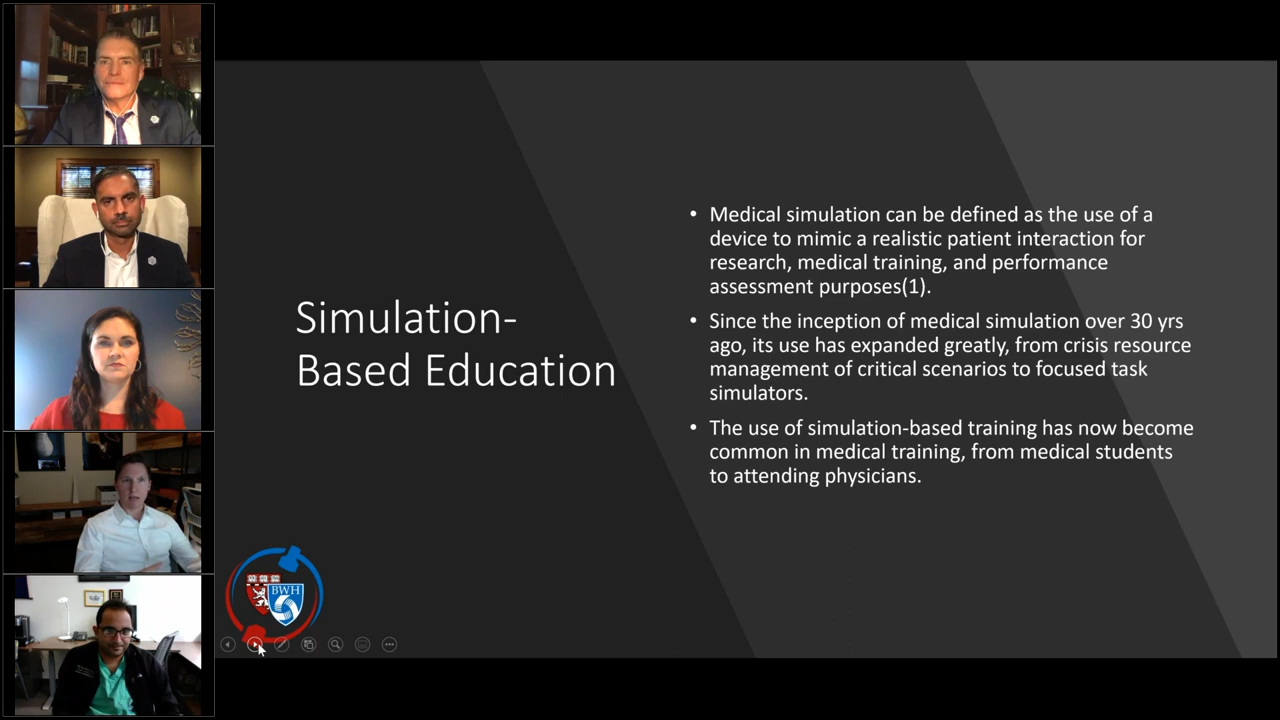 Simulation-
Based Education
• Medical simulation can be defined as the use of a
device to mimic a realistic patient interaction for
research, medical training, and performance
assessment purposes(1).
• Since the inception of medical simulation over 30 yrs
ago, its use has expanded greatly, from crisis resource
management of critical scenarios to focused task
simulators.
• The use of simulation-based training has now become
common in medical training, from medical students
to attending physicians.
BWH